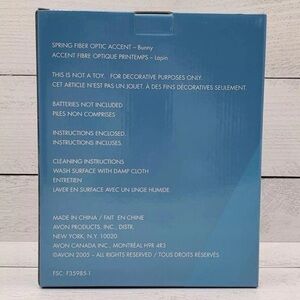 SPRING FIBER OPTIC ACCENT – Bunny
ACCENT FIBRE OPTIQUE PRINTEMPS – Lapin
THIS IS NOT A TOY. FOR DECORATIVE PURPOSES ONLY.
CET ARTICLE N'EST PAS UN JOUET. À DES FINS DÉCORATIVES SEULEMENT.
BATTERIES NOT INCLUDED
PILES NON COMPRISES
INSTRUCTIONS ENCLOSED.
INSTRUCTIONS INCLUSES.
CLEANING INSTRUCTIONS
WASH SURFACE WITH DAMP CLOTH
ENTRETIEN
LAVER EN SURFACE AVEC UN LINGE HUMIDE.
MADE IN CHINA / FAIT EN CHINE
AVON PRODUCTS, INC., DISTR.
NEW YORK, N.Y. 10020
AVON CANADA INC., MONTRÉAL H9R 4R3
©AVON 2005 – ALL RIGHTS RESERVED / TOUS DROITS RÉSERVÉS
FSC: F35985-1